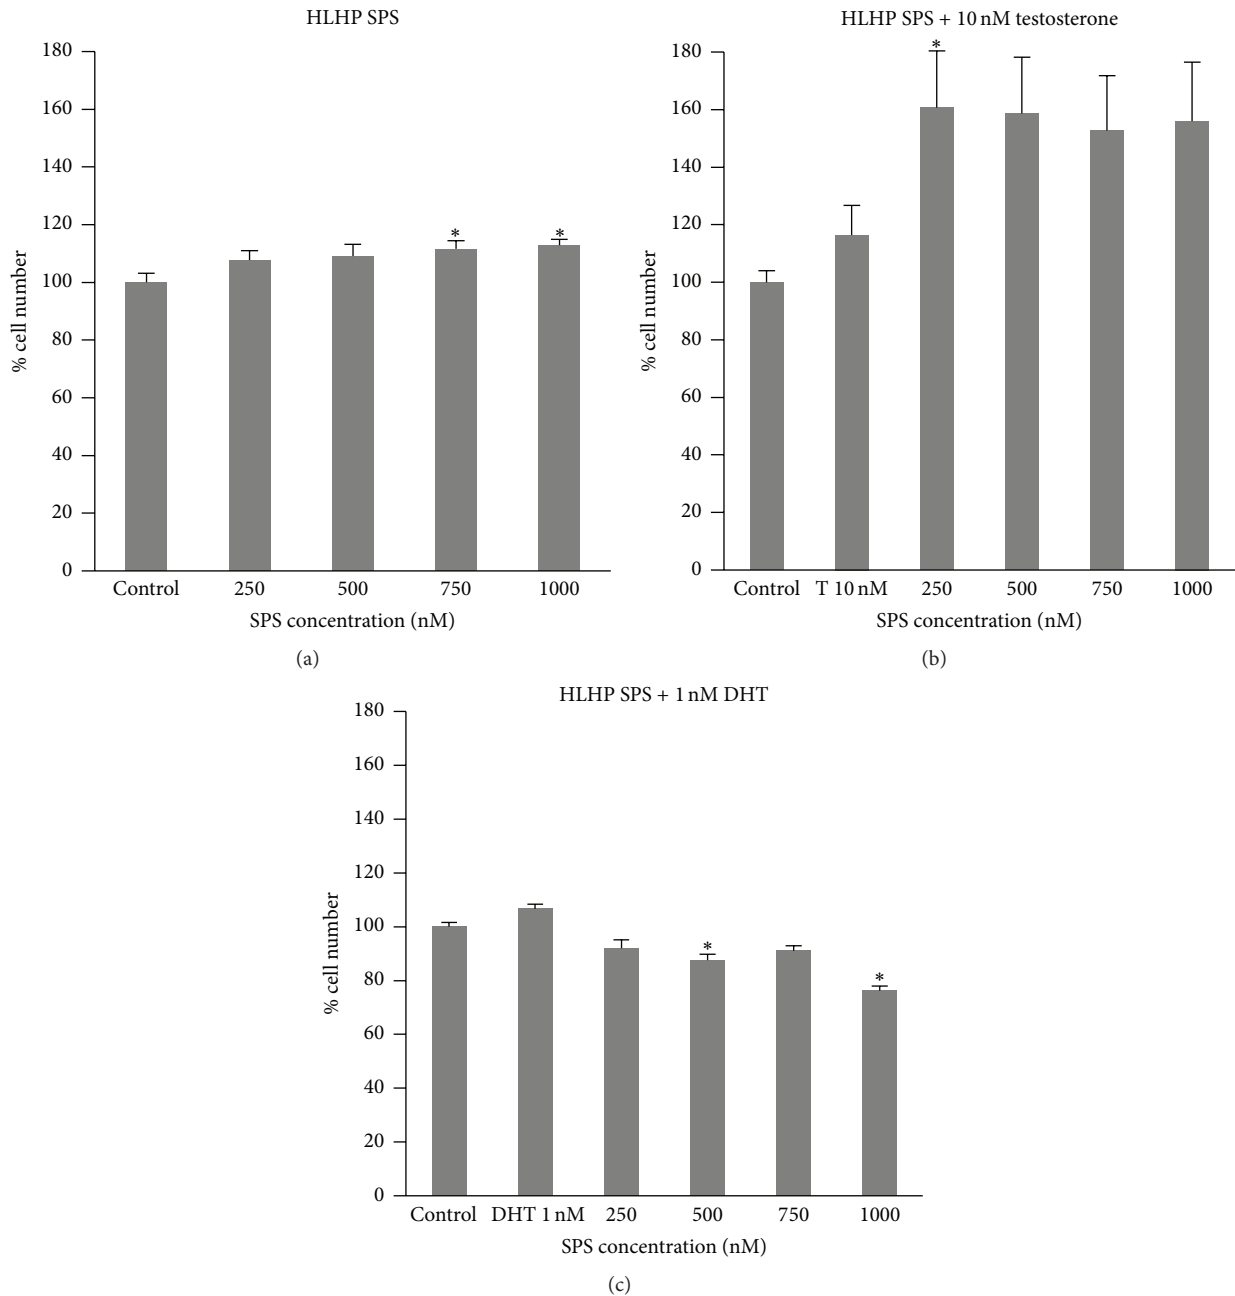 HLHP SPS
180
160
140
120
100
80
60
40
20
0
% cell number
*
*
Control 250 500 750 1000
SPS concentration (nM)
(a)
HLHP SPS + 10 nM testosterone
180
160
140
120
100
80
60
40
20
0
% cell number
*
Control T 10 nM 250 500 750 1000
SPS concentration (nM)
(b)
HLHP SPS + 1 nM DHT
180
160
140
120
100
80
60
40
20
0
% cell number
*
*
Control DHT 1 nM 250 500 750 1000
SPS concentration (nM)
(c)